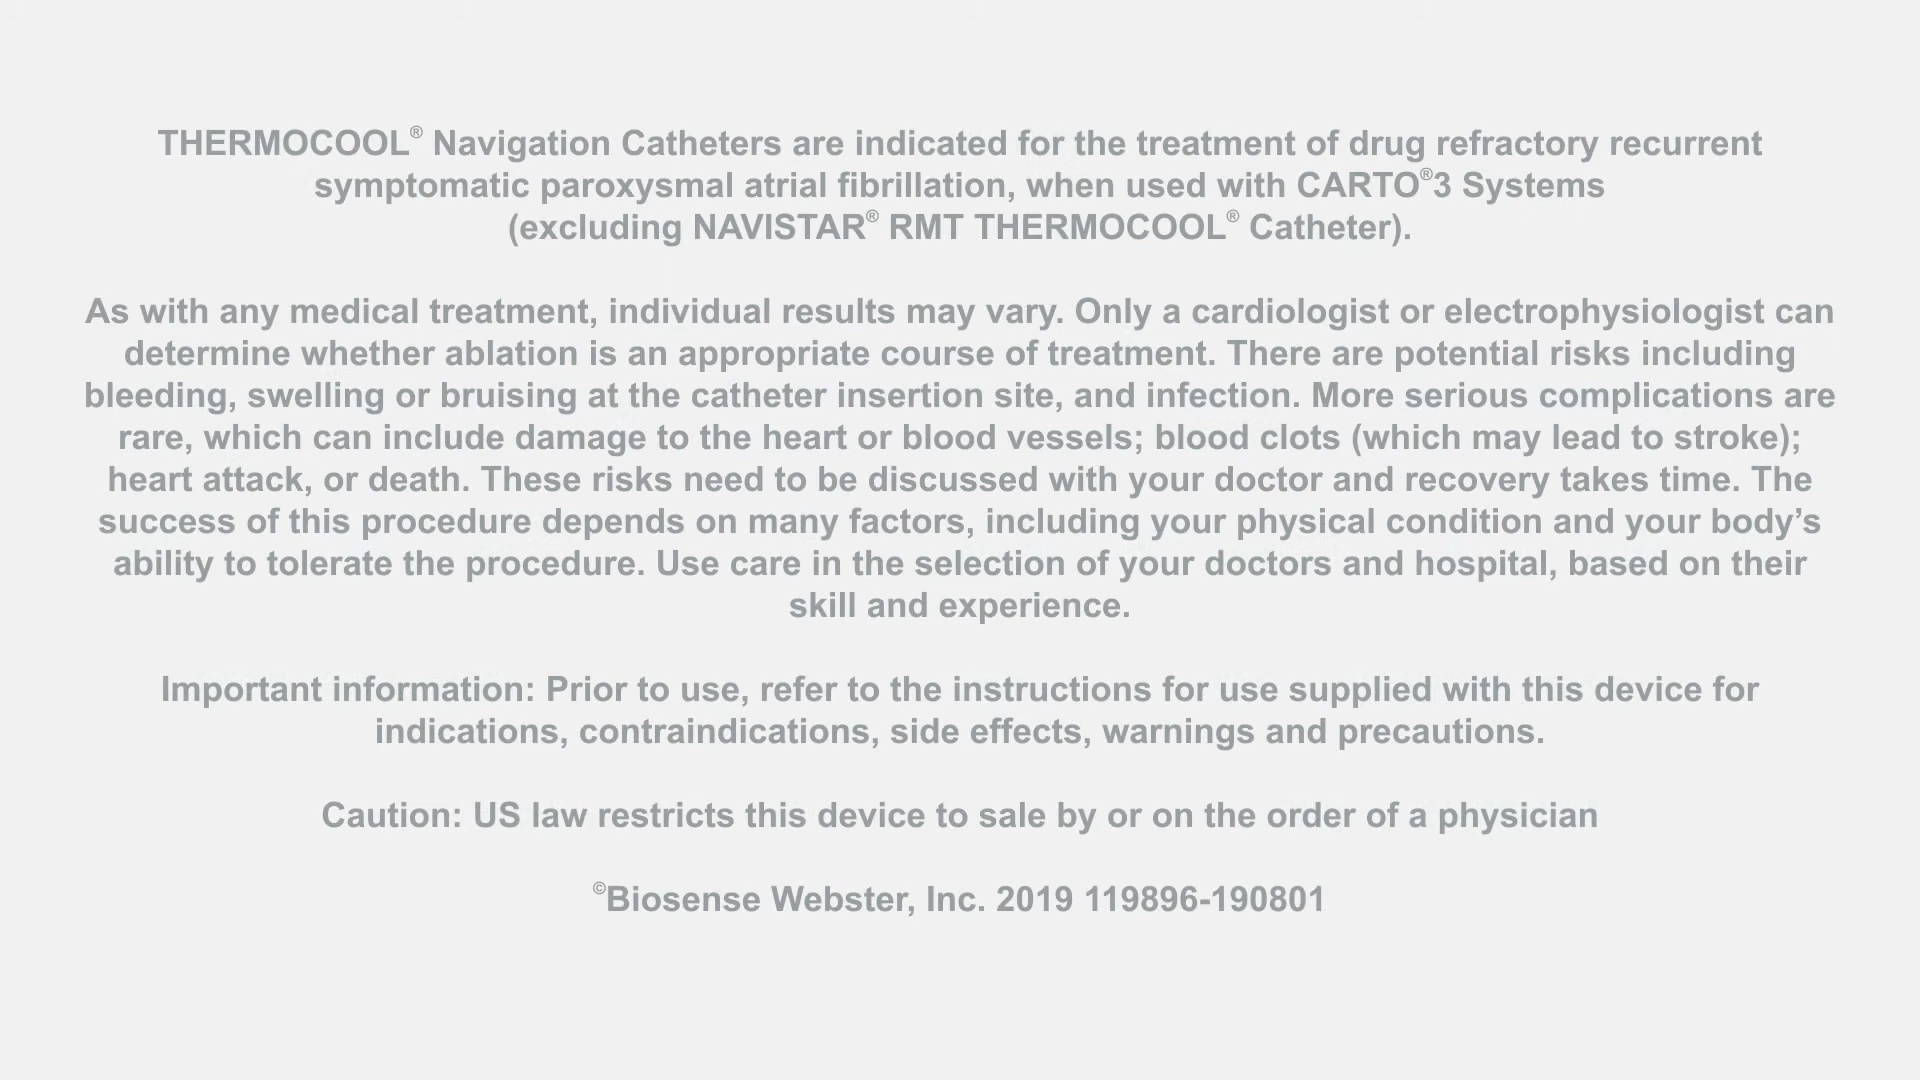 THERMOCOOL® Navigation Catheters are indicated for the treatment of drug refractory recurrent
symptomatic paroxysmal atrial fibrillation, when used with CARTO®3 Systems
(excluding NAVISTAR® RMT THERMOCOOL® Catheter).
As with any medical treatment, individual results may vary. Only a cardiologist or electrophysiologist can
determine whether ablation is an appropriate course of treatment. There are potential risks including
bleeding, swelling or bruising at the catheter insertion site, and infection. More serious complications are
rare, which can include damage to the heart or blood vessels; blood clots (which may lead to stroke);
heart attack, or death. These risks need to be discussed with your doctor and recovery takes time. The
success of this procedure depends on many factors, including your physical condition and your body’s
ability to tolerate the procedure. Use care in the selection of your doctors and hospital, based on their
skill and experience.
Important information: Prior to use, refer to the instructions for use supplied with this device for
indications, contraindications, side effects, warnings and precautions.
Caution: US law restricts this device to sale by or on the order of a physician
©Biosense Webster, Inc. 2019 119896-190801